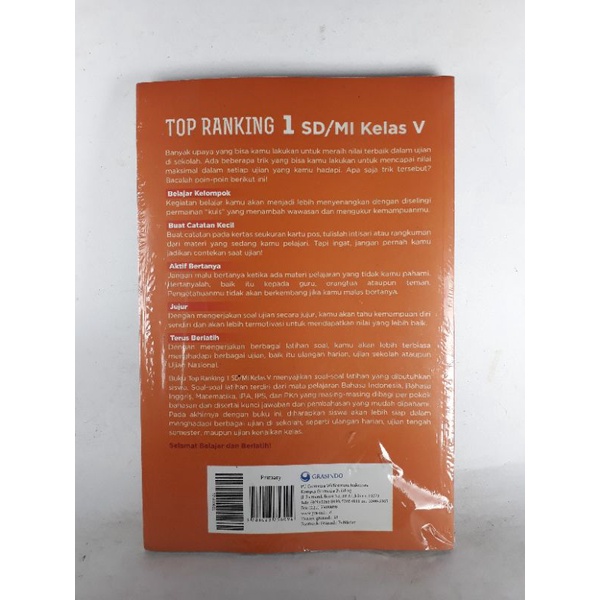 TOP RANKING 1 SD/MI Kelas V
Banyak upaya yang bisa kamu lakukan untuk meraih nilai terbaik dalam ujian
di sekolah. Ada beberapa trik yang bisa kamu lakukan untuk mencapai nilai
maksimal dalam setiap ujian yang kamu hadapi. Apa saja trik tersebut?
Bacalah poin-poin berikut ini!
Belajar Kelompok
Kegiatan belajar kamu akan menjadi lebih menyenangkan dengan diselingi
permainan "kuis" yang menambah wawasan dan mengukur kemampuanmu.
Buat Catatan Kecil
Buat catatan pada kertas seukuran kartu pos, tulislah intisari atau rangkuman
dari materi yang sedang kamu pelajari. Tapi ingat, jangan pernah kamu
jadikan contekan saat ujian!
Aktif Bertanya
Jangan malu bertanya ketika ada materi pelajaran yang tidak kamu pahami.
Bertanyalah, baik itu kepada guru, orangtua ataupun teman.
Pengetahuanmu tidak akan berkembang jika kamu malas bertanya.
Jujur
Dengan mengerjakan soal ujian secara jujur, kamu akan tahu kemampuan diri
sendiri dan akan lebih termotivasi untuk mendapatkan nilai yang lebih baik.
Terus Berlatih
Dengan mengerjakan berbagai latihan soal, kamu akan lebih terbiasa
menghadapi berbagai ujian, baik itu ulangan harian, ujian sekolah ataupun
Ujian Nasional.
Buku Top Ranking 1 SD/MI Kelas V menyajikan soal-soal latihan yang dibutuhkan
siswa. Soal-soal latihan terdiri dari mata pelajaran Bahasa Indonesia, Bahasa
Inggris, Matematika, IPA, IPS, dan PKn yang masing-masing dibagi per pokok
bahasan dan disertai kunci jawaban dan pembahasan yang mudah dipahami.
Pada akhirnya dengan buku ini, diharapkan siswa akan lebih siap dalam
menghadapi berbagai ujian di sekolah, seperti ulangan harian, ujian tengah
semester, maupun ujian kenaikan kelas.
Selamat Belajar dan Berlatih!
Primary